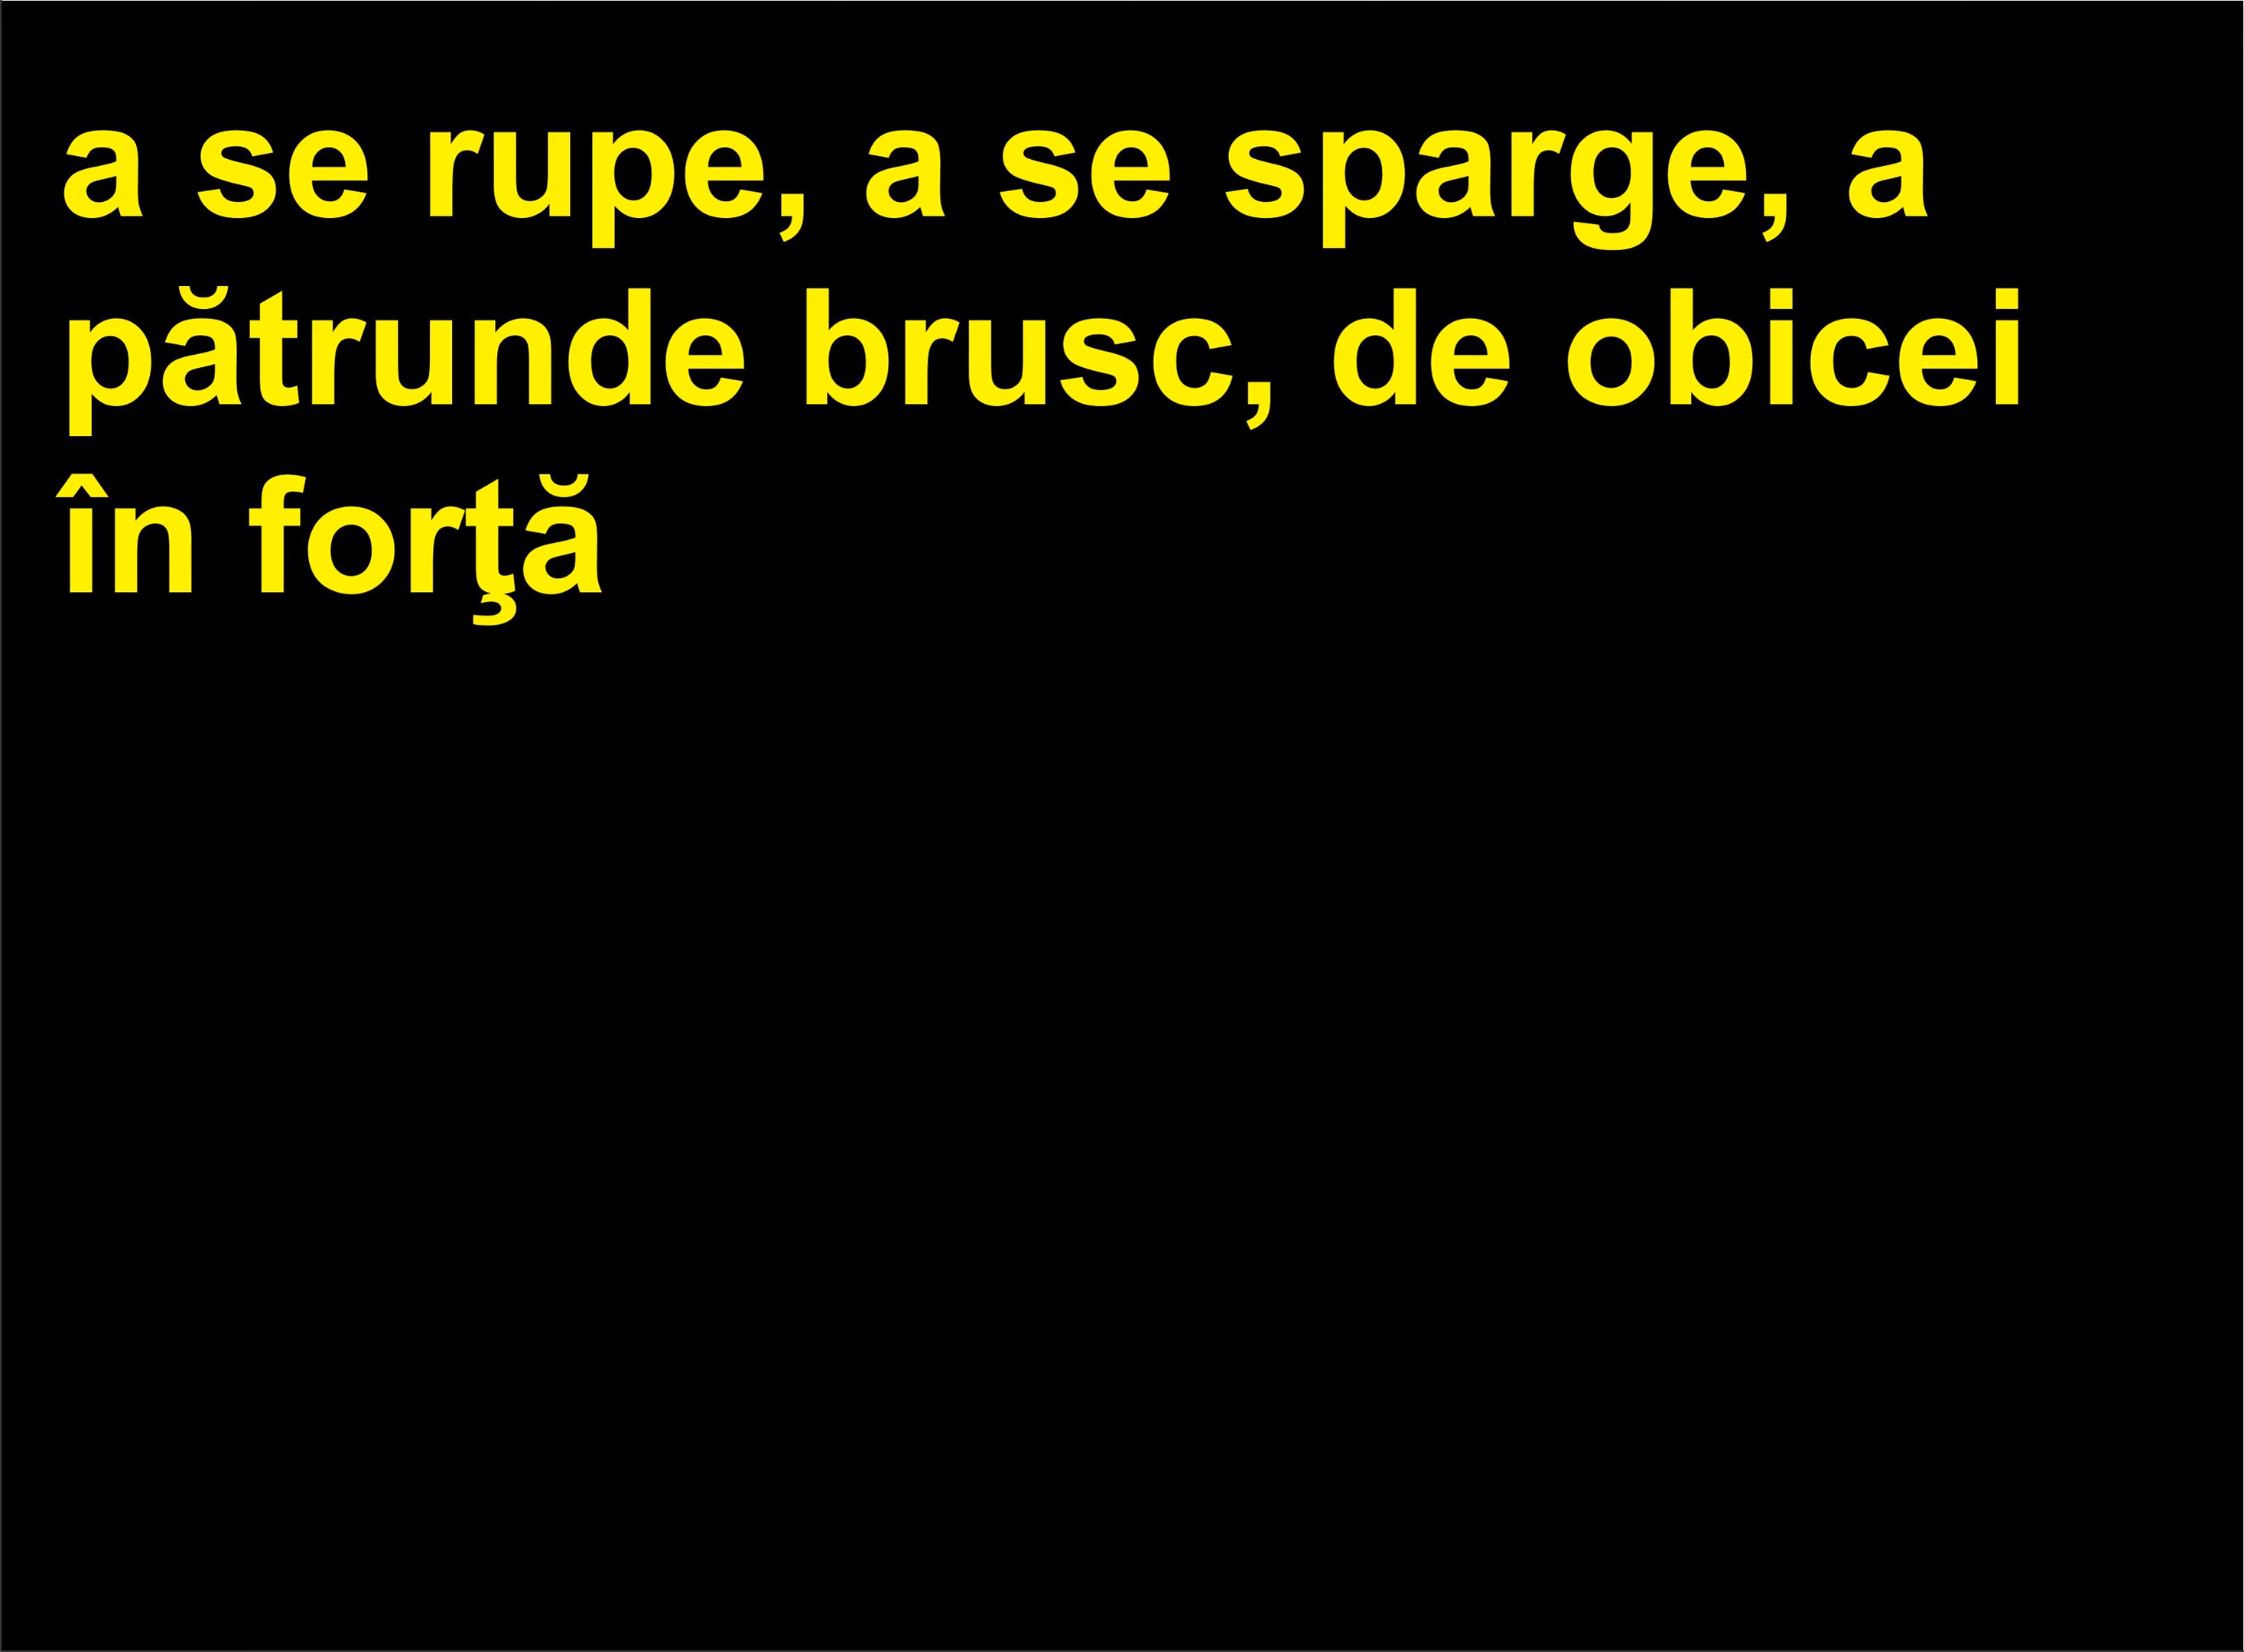 a se rupe, a se sparge, a
pătrunde brusc, de obicei
în forţă